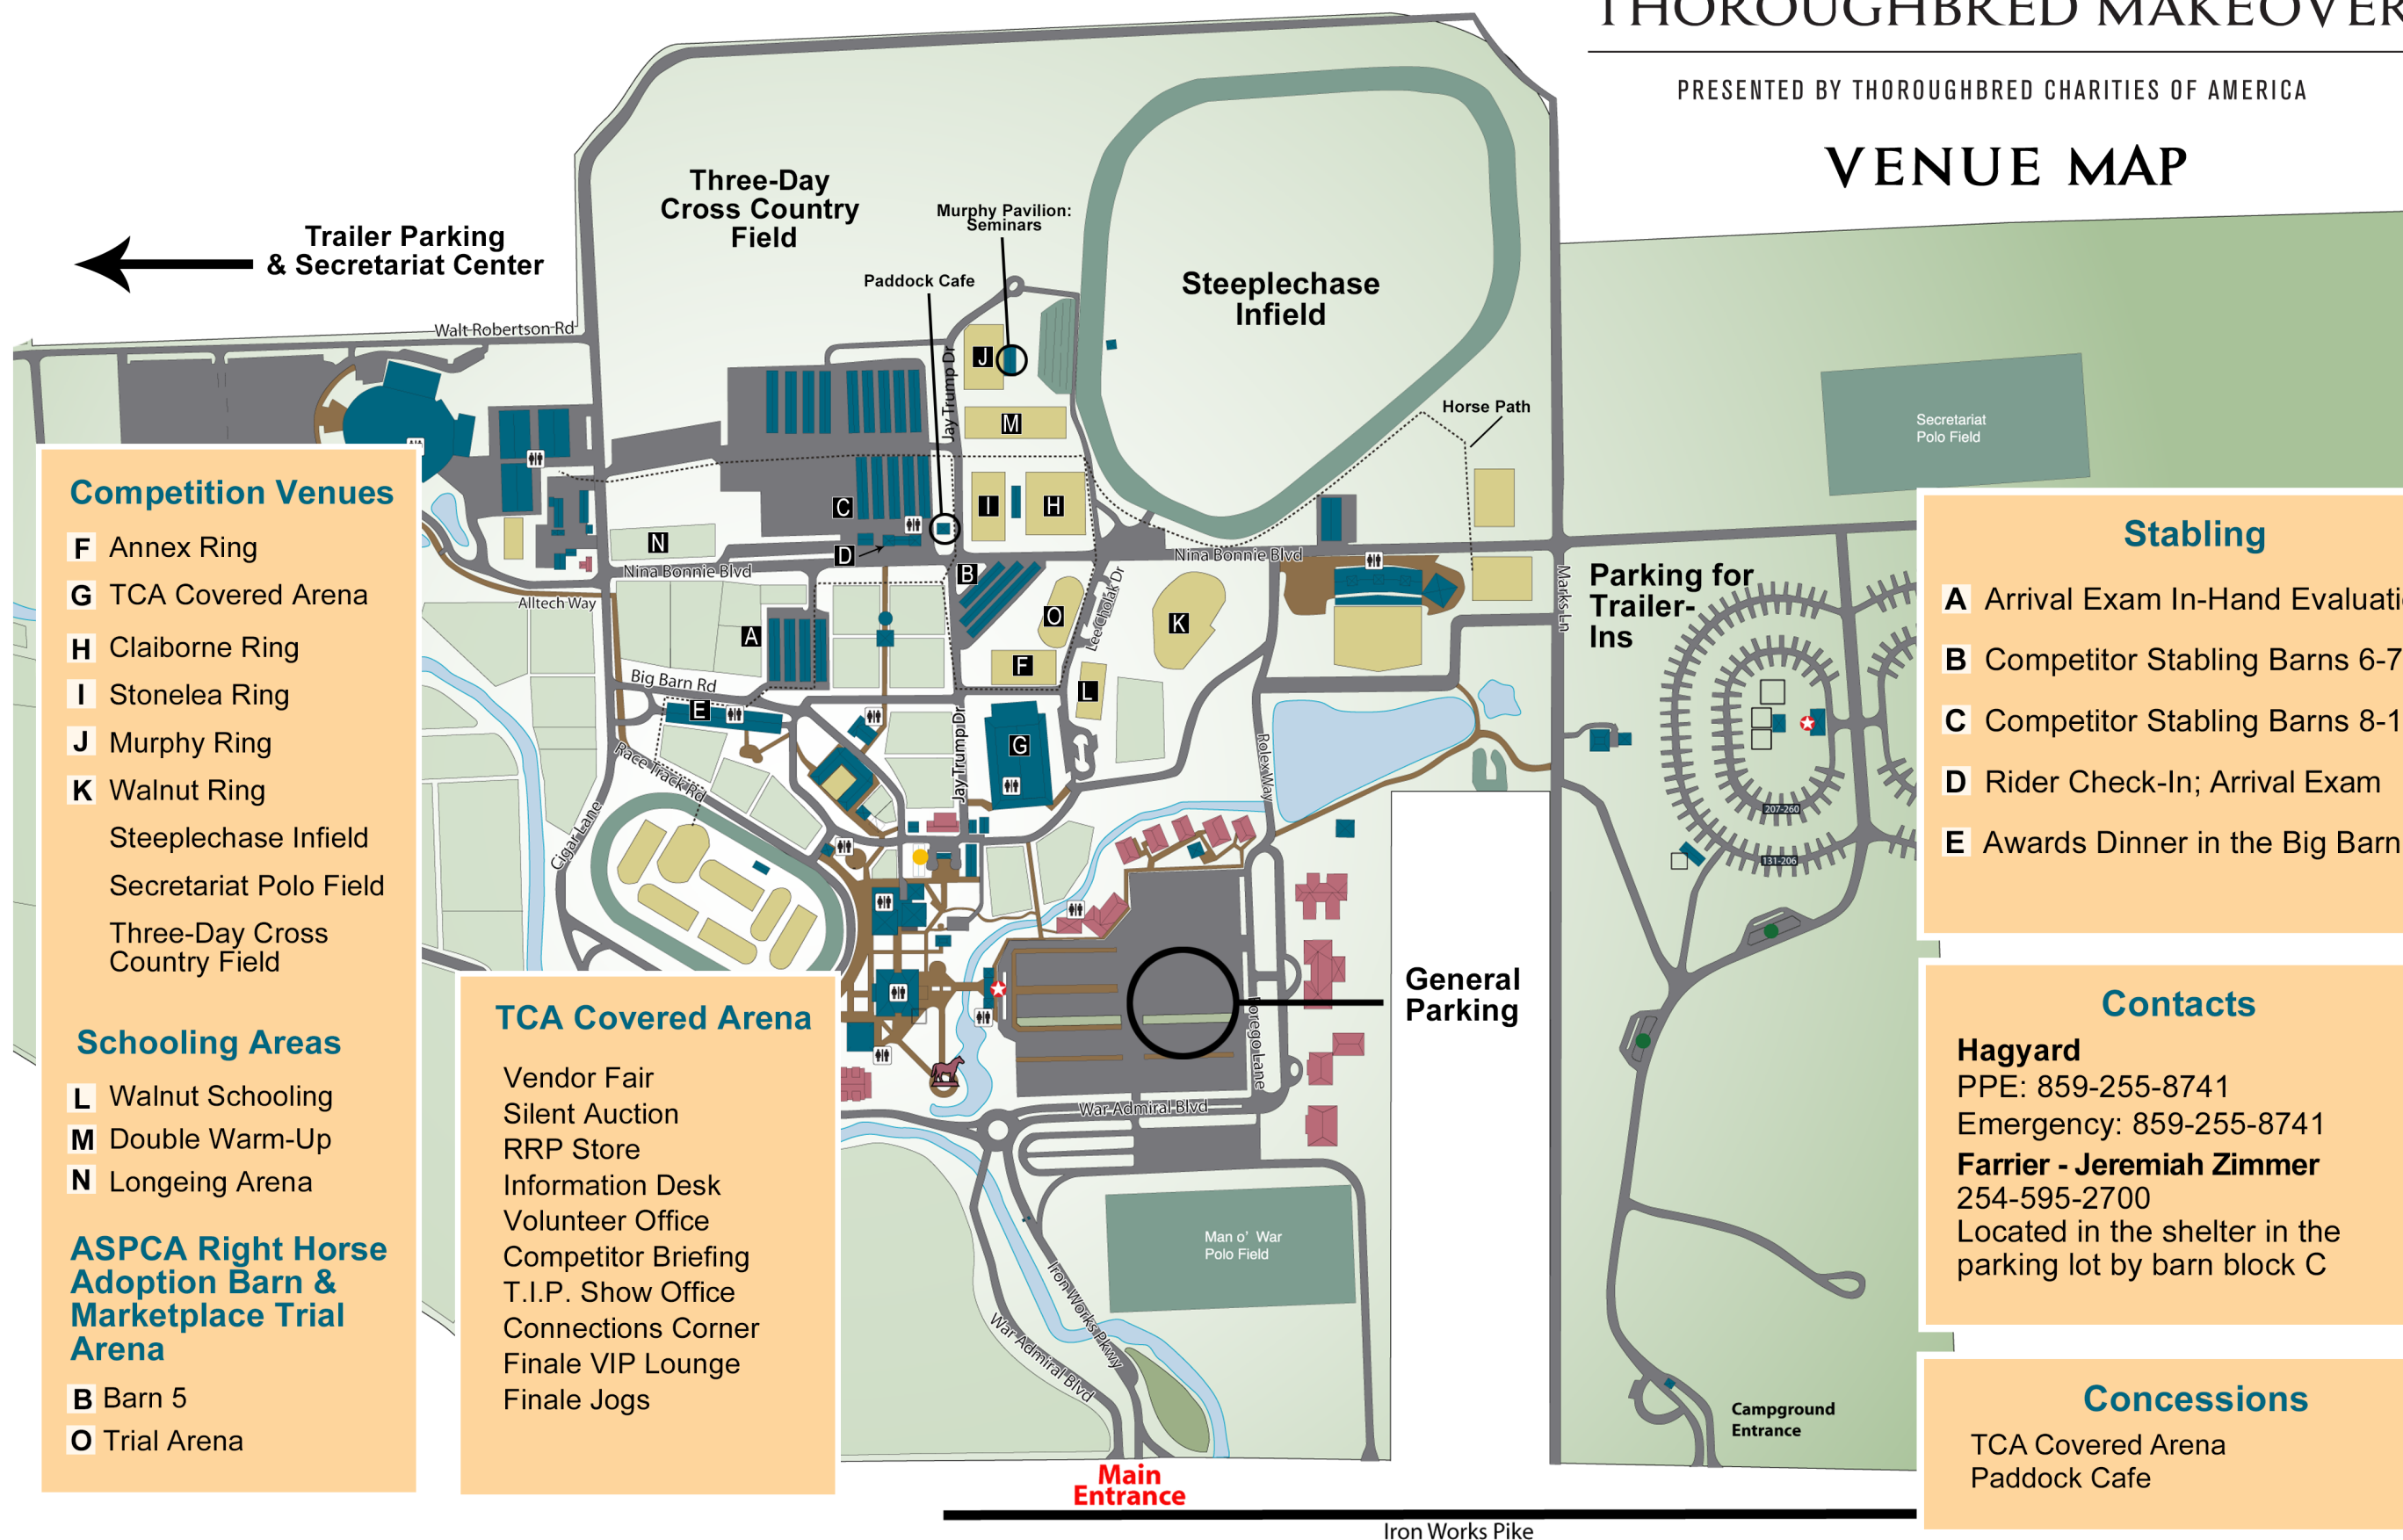 THOROUGHBRED MAKEOVER
PRESENTED BY THOROUGHBRED CHARITIES OF AMERICA
VENUE MAP
Three-Day
Cross Country
Field
Murphy Pavilion:
Seminars
Trailer Parking
& Secretariat Center
Paddock Cafe
Steeplechase
Infield
Walt Robertson Rd
Jay Trump Dr
J
M
Horse Path
Secretariat
Polo Field
C
I
H
N
D
Nina Bonnie Blvd
Nina Bonnie Blvd
B
Alltech Way
A
O
Lee Cholak Dr
K
Marks Ln
Parking for
Trailer-
Ins
F
L
Big Barn Rd
E
Jay Trump Dr
G
Rolex Way
Race Track Rd
Cigar Lane
207-260
131-206
General
Parking
Forego Lane
War Admiral Blvd
Man o' War
Polo Field
Iron Works Pkwy
War Admiral Blvd
Campground
Entrance
Main
Entrance
Iron Works Pike
Competition Venues
F Annex Ring
G TCA Covered Arena
H Claiborne Ring
I Stonelea Ring
J Murphy Ring
K Walnut Ring
Steeplechase Infield
Secretariat Polo Field
Three-Day Cross
Country Field
Schooling Areas
L Walnut Schooling
M Double Warm-Up
N Longeing Arena
ASPCA Right Horse
Adoption Barn &
Marketplace Trial
Arena
B Barn 5
O Trial Arena
TCA Covered Arena
Vendor Fair
Silent Auction
RRP Store
Information Desk
Volunteer Office
Competitor Briefing
T.I.P. Show Office
Connections Corner
Finale VIP Lounge
Finale Jogs
Stabling
A Arrival Exam In-Hand
B Competitor Stabling Barns 6-7
C Competitor Stabling Barns
D Rider Check-In; Arrival Exam
E Awards Dinner in the Big Barn
Contacts
Hagyard
PPE: 859-255-8741
Emergency: 859-255-8741
Farrier - Jeremiah Zimmer
254-595-2700
Located in the shelter in the
parking lot by barn block C
Concessions
TCA Covered Arena
Paddock Cafe